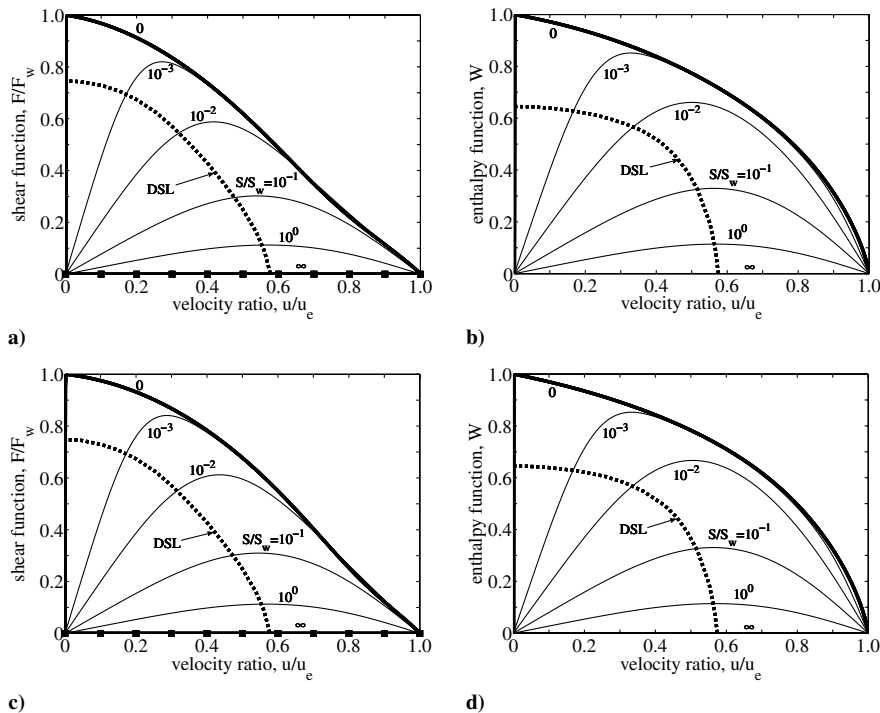 shear function, F/F_w
1.0
0.8
0.6
0.4
0.2
0
0
10⁻³
10⁻²
S/S_w=10⁻¹
10⁰
∞
DSL
0 0.2 0.4 0.6 0.8 1.0
velocity ratio, u/u_e
a)
enthalpy function, W
1.0
0.8
0.6
0.4
0.2
0
0
10⁻³
10⁻²
S/S_w=10⁻¹
10⁰
∞
DSL
0 0.2 0.4 0.6 0.8 1.0
velocity ratio, u/u_e
b)
shear function, F/F_w
1.0
0.8
0.6
0.4
0.2
0
0
10⁻³
10⁻²
S/S_w=10⁻¹
10⁰
∞
DSL
0 0.2 0.4 0.6 0.8 1.0
velocity ratio, u/u_e
c)
enthalpy function, W
1.0
0.8
0.6
0.4
0.2
0.0
0
10⁻³
10⁻²
S/S_w=10⁻¹
10⁰
∞
DSL
0.0 0.2 0.4 0.6 0.8 1.0
velocity ratio, u/u_e
d)